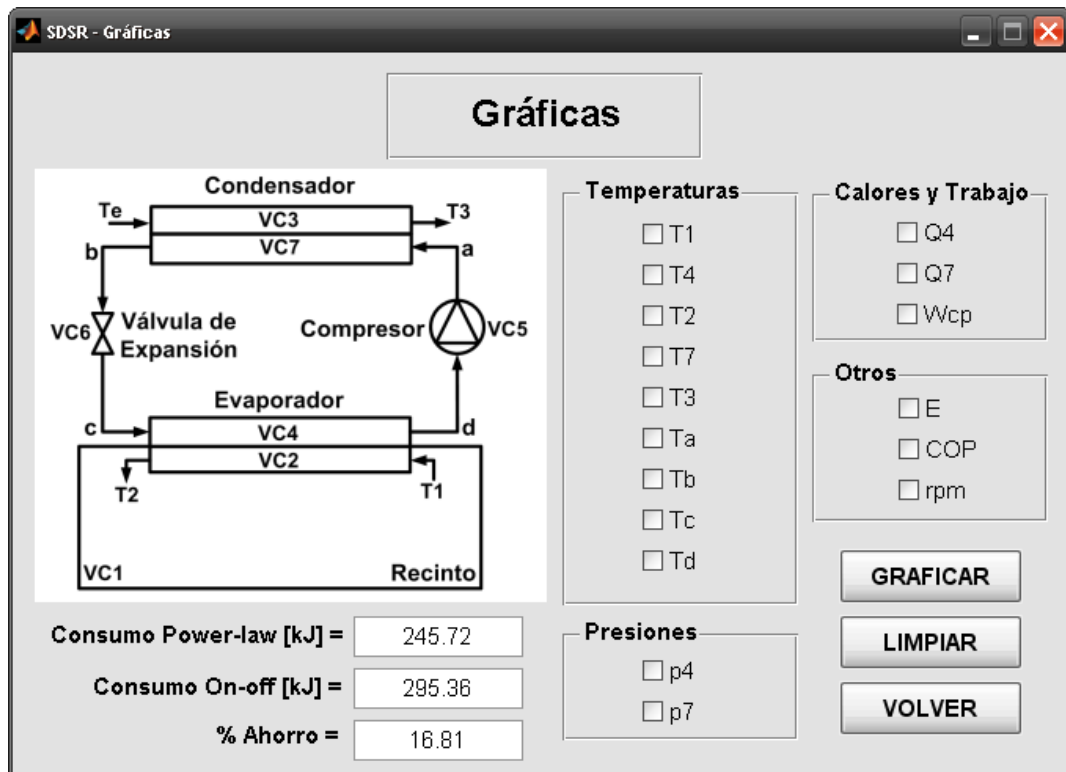 SDSR - Gráficas
Gráficas
Condensador
Te
VC3
T3
b
VC7
a
VC6
Válvula de
Expansión
Compresor
VC5
Evaporador
c
VC4
d
VC2
T2
T1
VC1
Recinto
Temperaturas
T1
T4
T2
T7
T3
Ta
Tb
Tc
Td
Calores y Trabajo
Q4
Q7
Wcp
Otros
E
COP
rpm
Consumo Power-law [kJ] = 245.72
Consumo On-off [kJ] = 295.36
% Ahorro = 16.81
Presiones
p4
p7
GRAFICAR
LIMPIAR
VOLVER